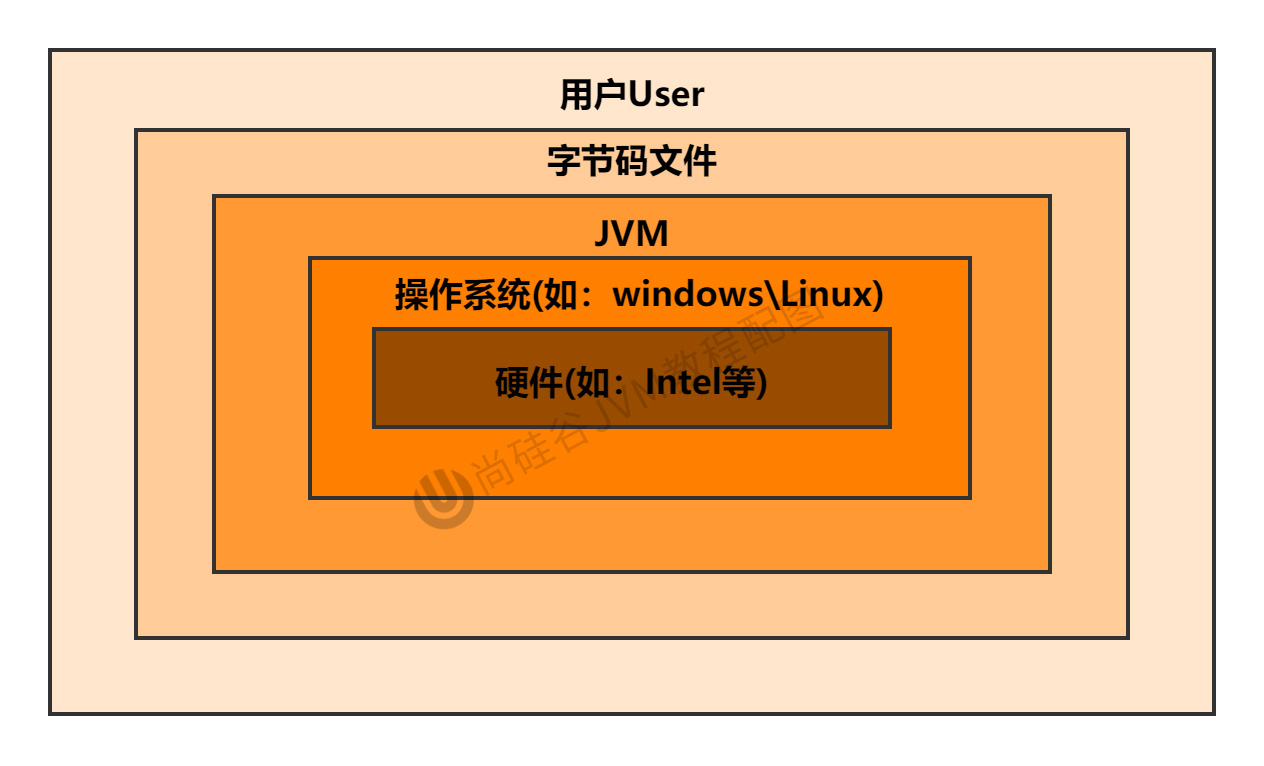 用户User
字节码文件
JVM
操作系统(如：windows\Linux)
硬件(如：Intel等)
尚硅谷JVM教程配图